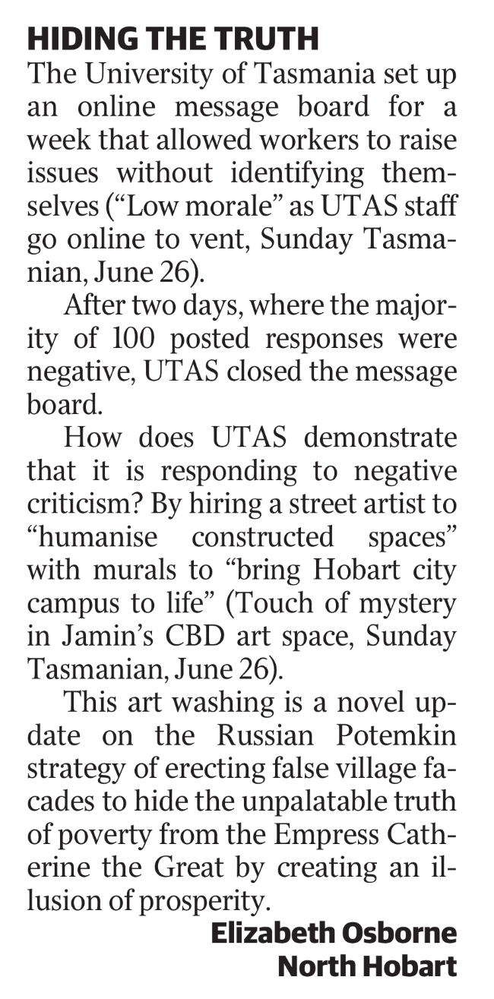 HIDING THE TRUTH
The University of Tasmania set up
an online message board for a
week that allowed workers to raise
issues without identifying them-
selves (“Low morale” as UTAS staff
go online to vent, Sunday Tasma-
nian, June 26).
After two days, where the major-
ity of 100 posted responses were
negative, UTAS closed the message
board.
How does UTAS demonstrate
that it is responding to negative
criticism? By hiring a street artist to
“humanise constructed spaces”
with murals to “bring Hobart city
campus to life” (Touch of mystery
in Jamin’s CBD art space, Sunday
Tasmanian, June 26).
This art washing is a novel up-
date on the Russian Potemkin
strategy of erecting false village fa-
cades to hide the unpalatable truth
of poverty from the Empress Cath-
erine the Great by creating an il-
lusion of prosperity.
Elizabeth Osborne
North Hobart